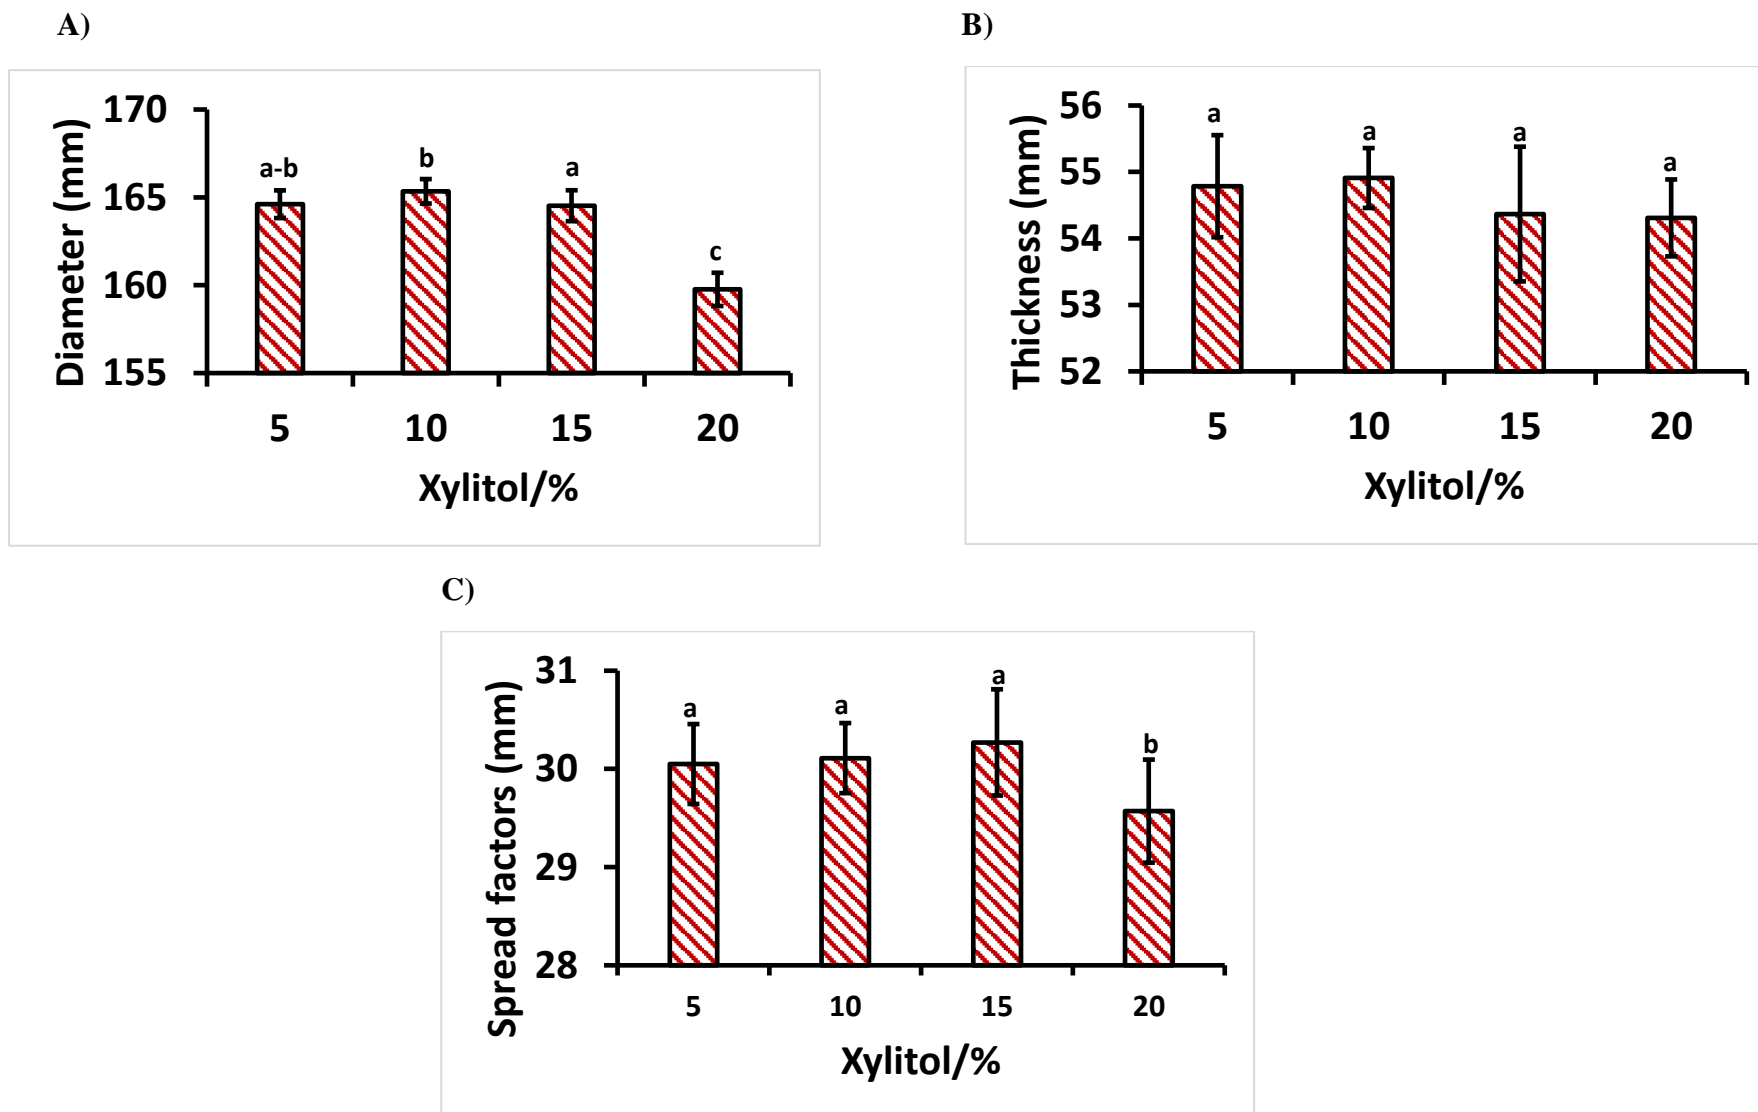 A)
170
165
160
155
Diameter (mm)
a-b
b
a
c
5 10 15 20
Xylitol/%
B)
56
55
54
53
52
Thickness (mm)
a
a
a
a
5 10 15 20
Xylitol/%
C)
31
30
29
28
Spread factors (mm)
a
a
a
b
5 10 15 20
Xylitol/%